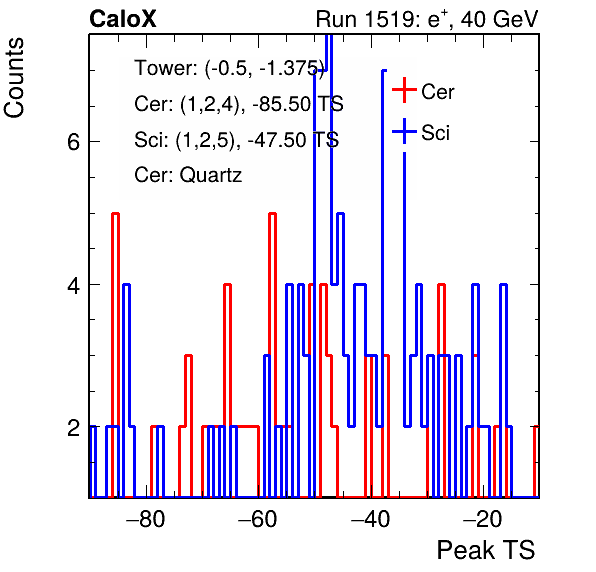 CaloX
Run 1519: e+, 40 GeV
Counts
Tower: (-0.5, -1.375)
Cer: (1,2,4), -85.50 TS
Sci: (1,2,5), -47.50 TS
Cer: Quartz
Cer
Sci
6
4
2
−80
−60
−40
−20
Peak TS